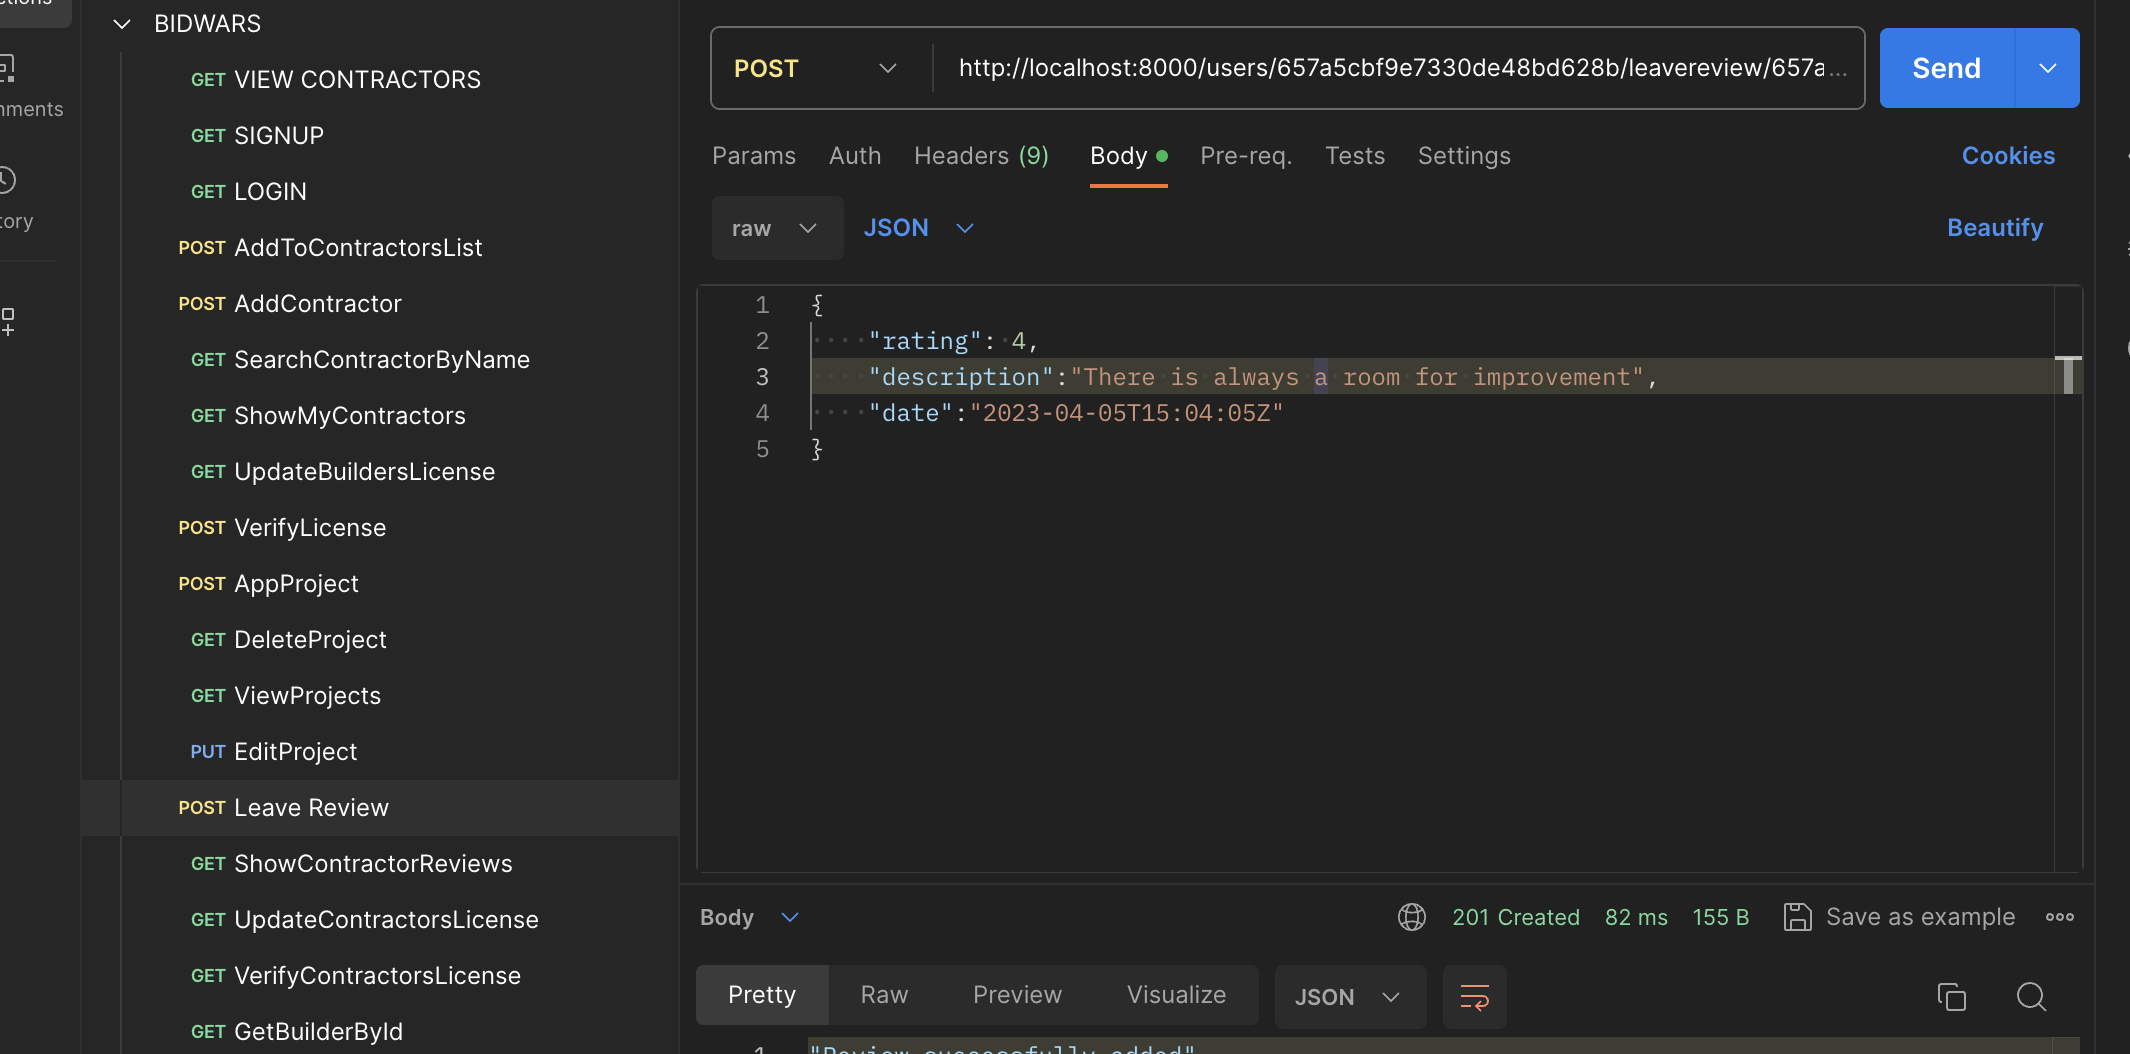 BIDWARS
GET VIEW CONTRACTORS
GET SIGNUP
GET LOGIN
POST AddToContractorsList
POST AddContractor
GET SearchContractorByName
GET ShowMyContractors
GET UpdateBuildersLicense
POST VerifyLicense
POST AppProject
GET DeleteProject
GET ViewProjects
PUT EditProject
POST Leave Review
GET ShowContractorReviews
GET UpdateContractorsLicense
GET VerifyContractorsLicense
GET GetBuilderById
POST http://localhost:8000/users/657a5cbf9e7330de48bd628b/leavereview/657a... Send
Params Auth Headers (9) Body Pre-req. Tests Settings Cookies
raw JSON Beautify
1 {
2 "rating": 4,
3 "description":"There is always a room for improvement",
4 "date":"2023-04-05T15:04:05Z"
5 }
Body 201 Created 82 ms 155 B Save as example
Pretty Raw Preview Visualize JSON
1 "Review successfully added"